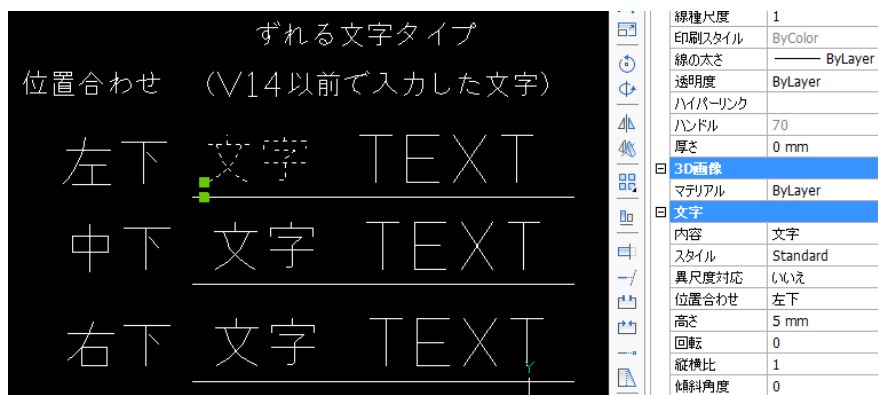 ずれる文字タイプ
位置合わせ （V14以前で入力した文字）
左下 文字 TEXT
中下 文字 TEXT
右下 文字 TEXT
Y
線種尺度 1
印刷スタイル ByColor
線の太さ ByLayer
透明度 ByLayer
ハイパーリンク
ハンドル 70
厚さ 0 mm
3D画像
マテリアル ByLayer
文字
内容 文字
スタイル Standard
異尺度対応 いいえ
位置合わせ 左下
高さ 5 mm
回転 0
縦横比 1
傾斜角度 0